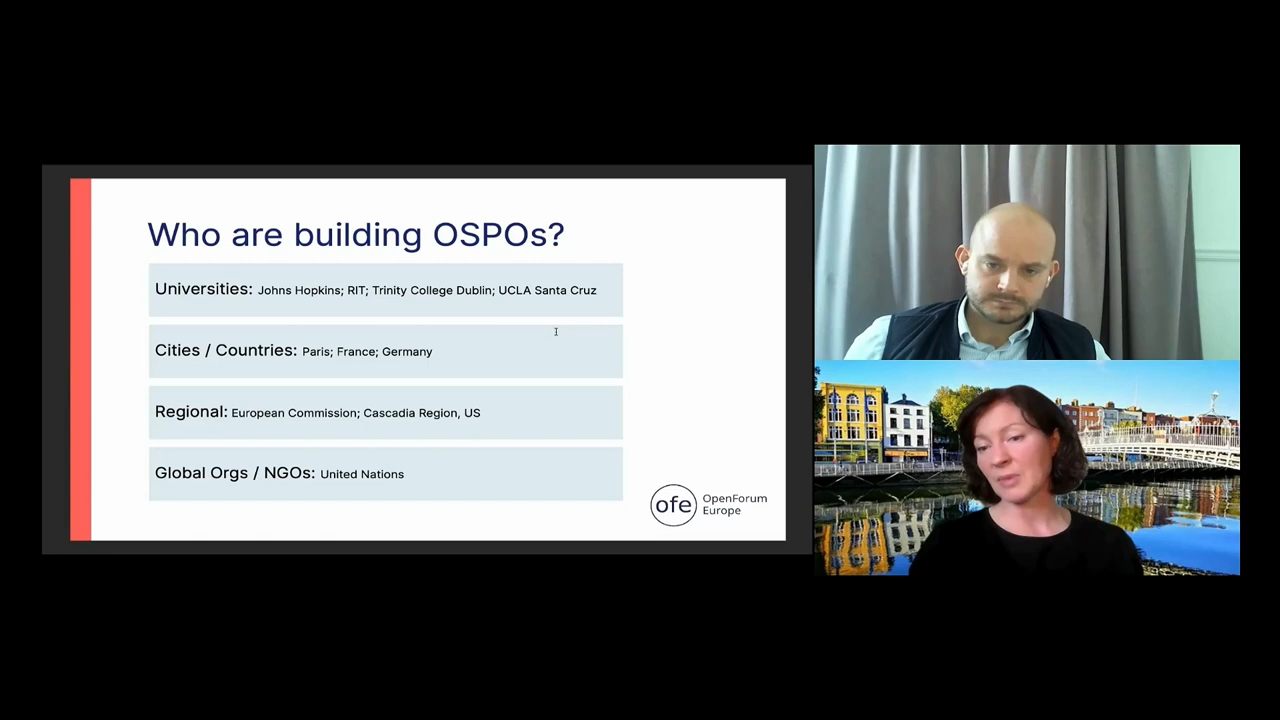 Who are building OSPOs?
Universities: Johns Hopkins; RIT; Trinity College Dublin; UCLA Santa Cruz
Cities / Countries: Paris; France; Germany
Regional: European Commission; Cascadia Region, US
Global Orgs / NGOs: United Nations
ofe
OpenForum
Europe